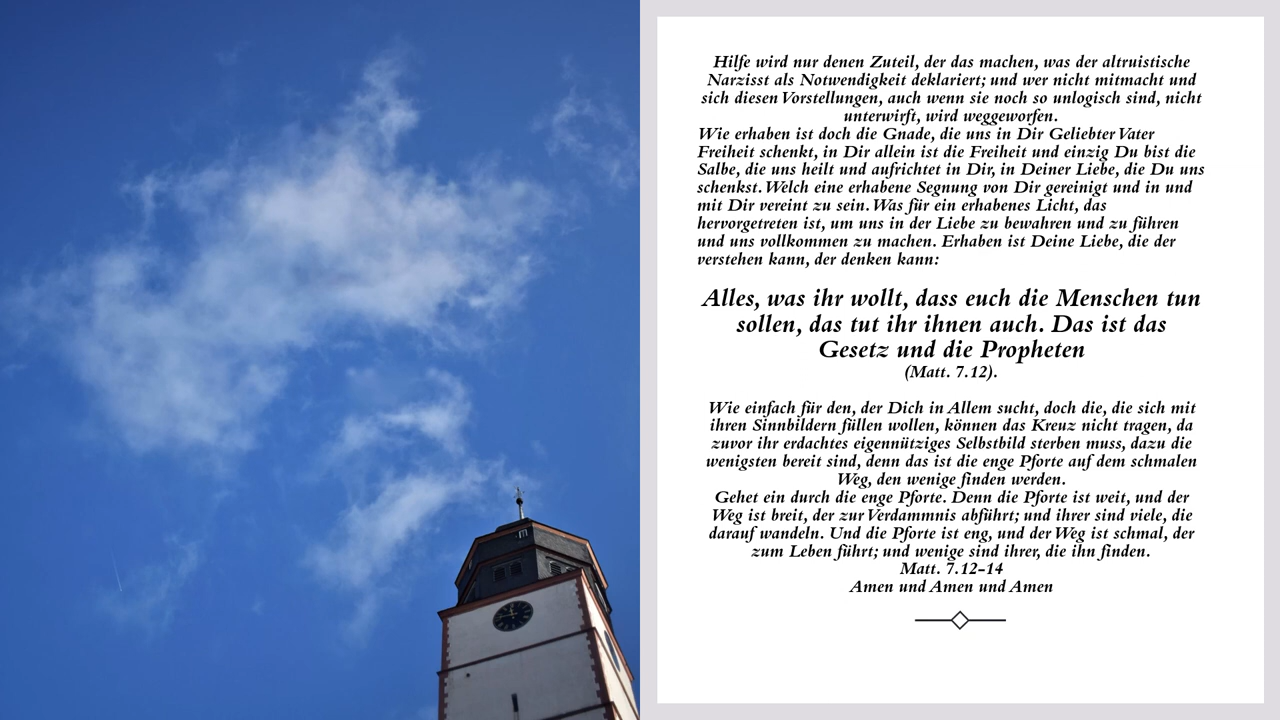 Hilfe wird nur denen Zuteil, der das machen, was der altruistische
Narzisst als Notwendigkeit deklariert; und wer nicht mitmacht und
sich diesen Vorstellungen, auch wenn sie noch so unlogisch sind, nicht
unterwirft, wird weggeworfen.
Wie erhaben ist doch die Gnade, die uns in Dir Geliebter Vater
Freiheit schenkt, in Dir allein ist die Freiheit und einzig Du bist die
Salbe, die uns heilt und aufrichtet in Dir, in Deiner Liebe, die Du uns
schenkst. Welch eine erhabene Segnung von Dir gereinigt und in und
mit Dir vereint zu sein. Was für ein erhabenes Licht, das
hervorgetreten ist, um uns in der Liebe zu bewahren und zu führen
und uns vollkommen zu machen. Erhaben ist Deine Liebe, die der
verstehen kann, der denken kann:
Alles, was ihr wollt, dass euch die Menschen tun
sollen, das tut ihr ihnen auch. Das ist das
Gesetz und die Propheten
(Matt. 7.12).
Wie einfach für den, der Dich in Allem sucht, doch die, die sich mit
ihren Sinnbildern füllen wollen, können das Kreuz nicht tragen, da
zuvor ihr erdachtes eigennütziges Selbstbild sterben muss, dazu die
wenigsten bereit sind, denn das ist die enge Pforte auf dem schmalen
Weg, den wenige finden werden.
Gehet ein durch die enge Pforte. Denn die Pforte ist weit, und der
Weg ist breit, der zur Verdammnis abführt; und ihrer sind viele, die
darauf wandeln. Und die Pforte ist eng, und der Weg ist schmal, der
zum Leben führt; und wenige sind ihrer, die ihn finden.
Matt. 7.12-14
Amen und Amen und Amen